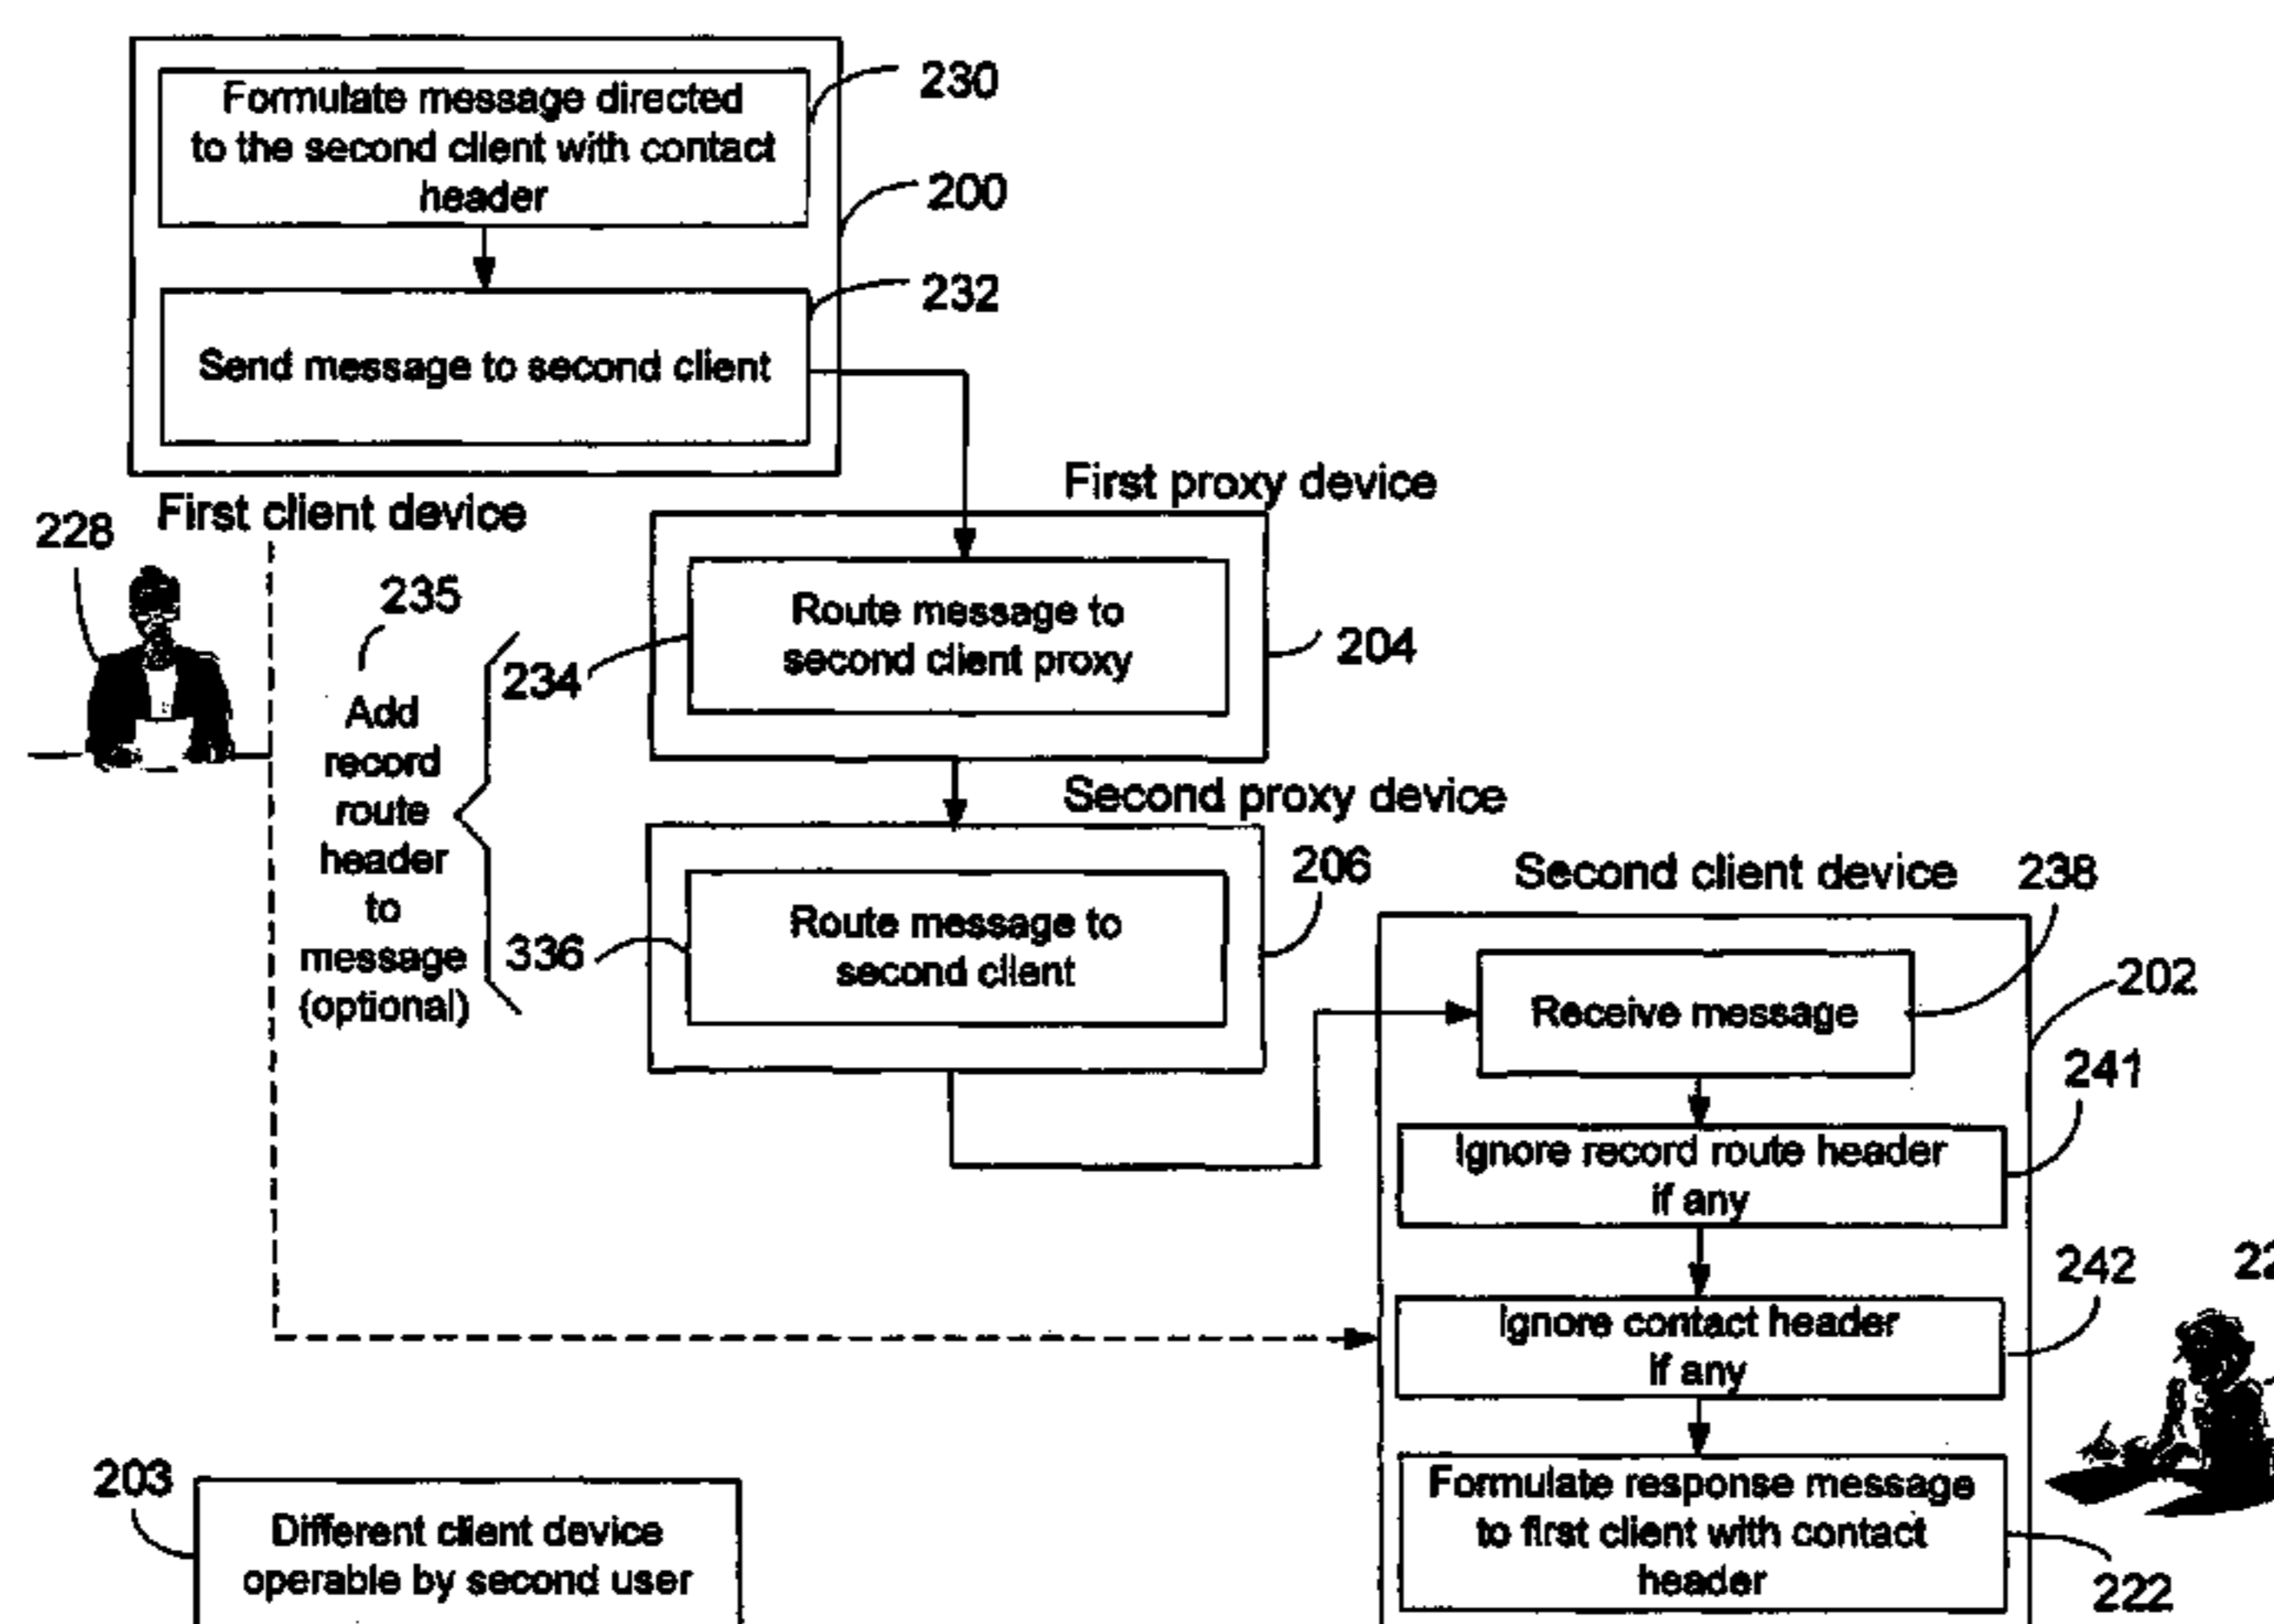 Formulate message directed
to the second client with contact
header
230
200
Send message to second client
232
First client device
228
First proxy device
Route message to
second client proxy
204
234
235
Add
record
route
header
to
message
(optional)
Second proxy device
Route message to
second client
206
336
Second client device
238
202
Receive message
241
Ignore record route header
if any
242
Ignore contact header
if any
Formulate response message
to first client with contact
header
222
203
Different client device
operable by second user